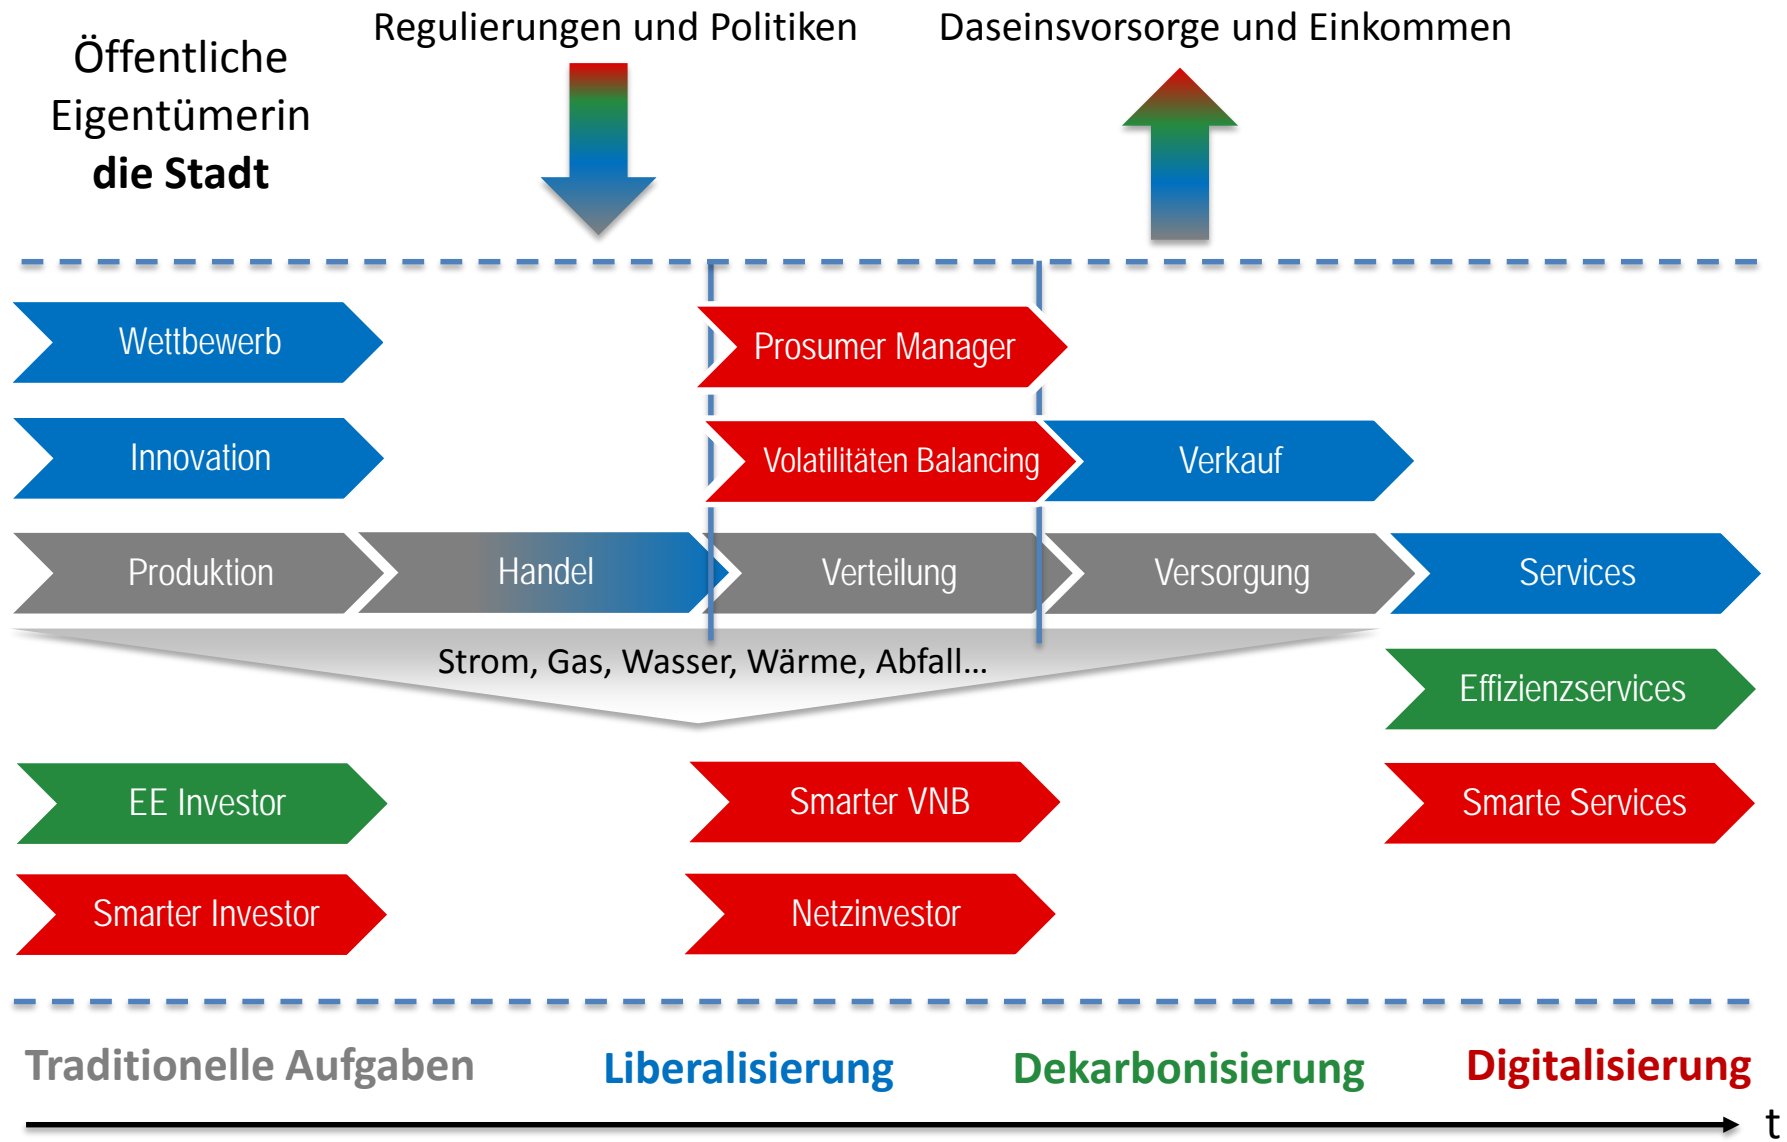 Öffentliche
Eigentümerin
die Stadt
Regulierungen und Politiken
Daseinsvorsorge und Einkommen
Wettbewerb
Prosumer Manager
Innovation
Volatilitäten Balancing
Verkauf
Produktion
Handel
Verteilung
Versorgung
Services
Strom, Gas, Wasser, Wärme, Abfall...
Effizienzservices
EE Investor
Smarter VNB
Smarte Services
Smarter Investor
Netzinvestor
Traditionelle Aufgaben
Liberalisierung
Dekarbonisierung
Digitalisierung
t